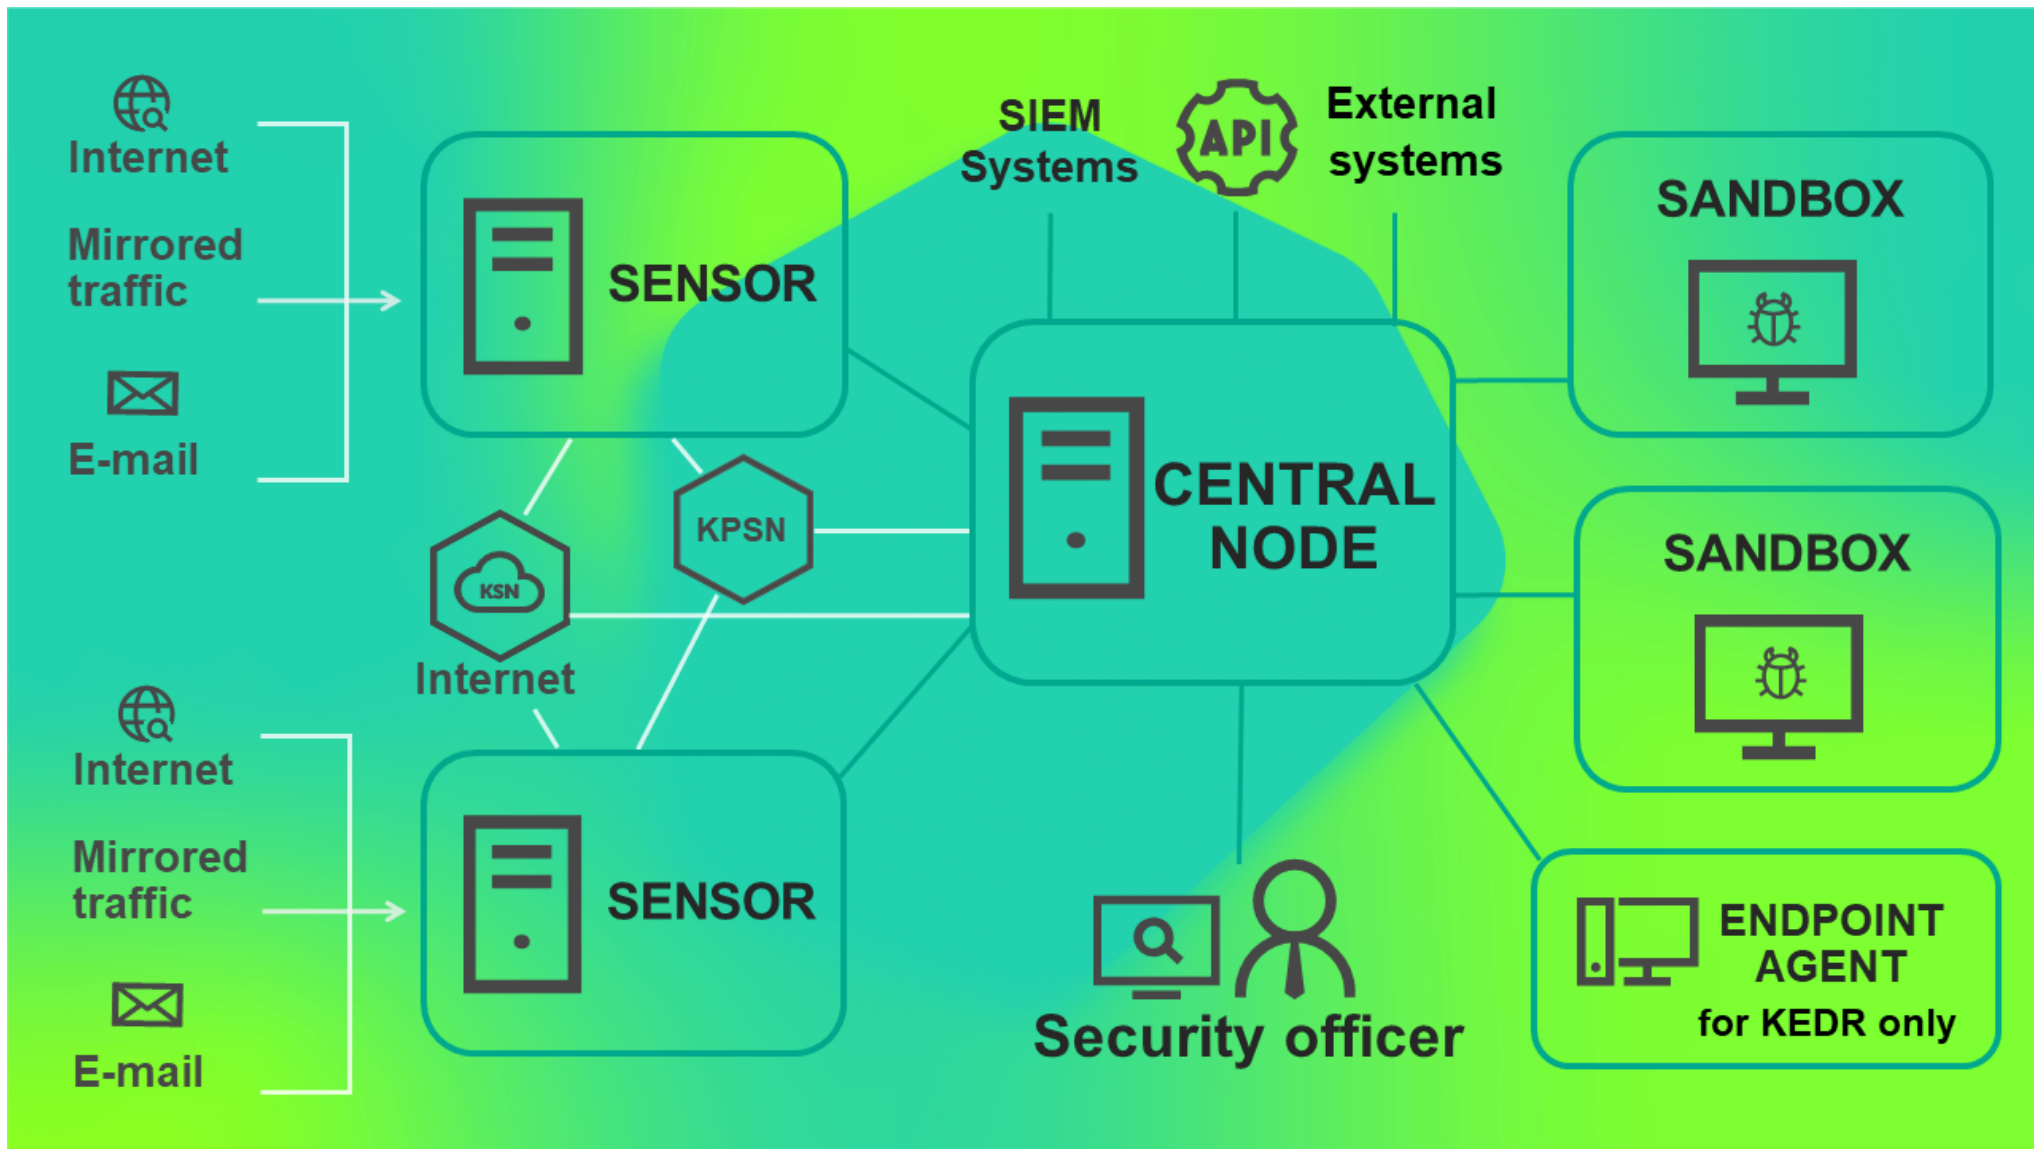 Internet
Mirrored
traffic
E-mail
SENSOR
SIEM
Systems
API
External
systems
SANDBOX
KPSN
KSN
Internet
CENTRAL
NODE
SANDBOX
Internet
Mirrored
traffic
E-mail
SENSOR
Security officer
ENDPOINT
AGENT
for KEDR only